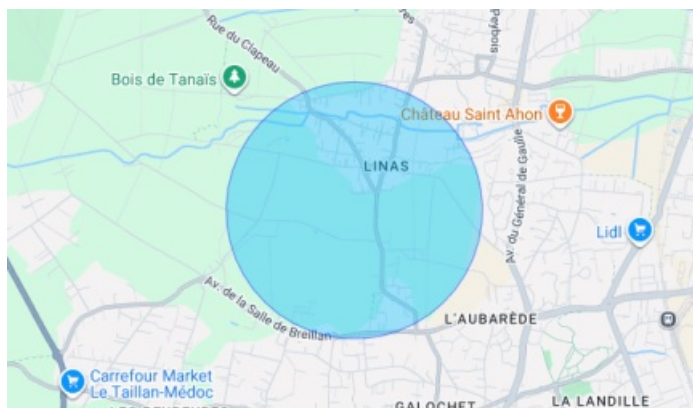 Rue du Clapeau
Peybois
Bois de Tanaïs
Château Saint Ahon
LINAS
Av. du Général de Gaulle
Lidl
Av. de la Salle de Breillan
L'AUBARÈDE
Carrefour Market
Le Taillan-Médoc
GALOCHET
LA LANDILLE